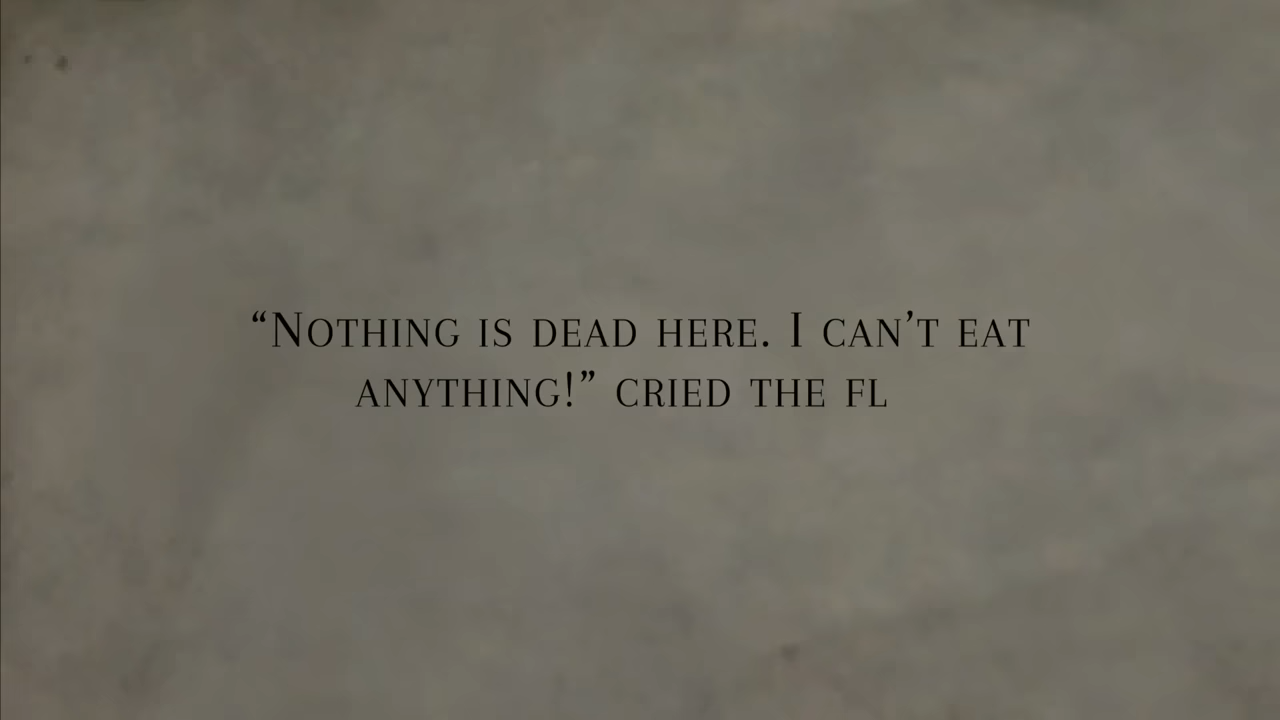 “Nothing is dead here. I can’t eat
anything!” cried the fl